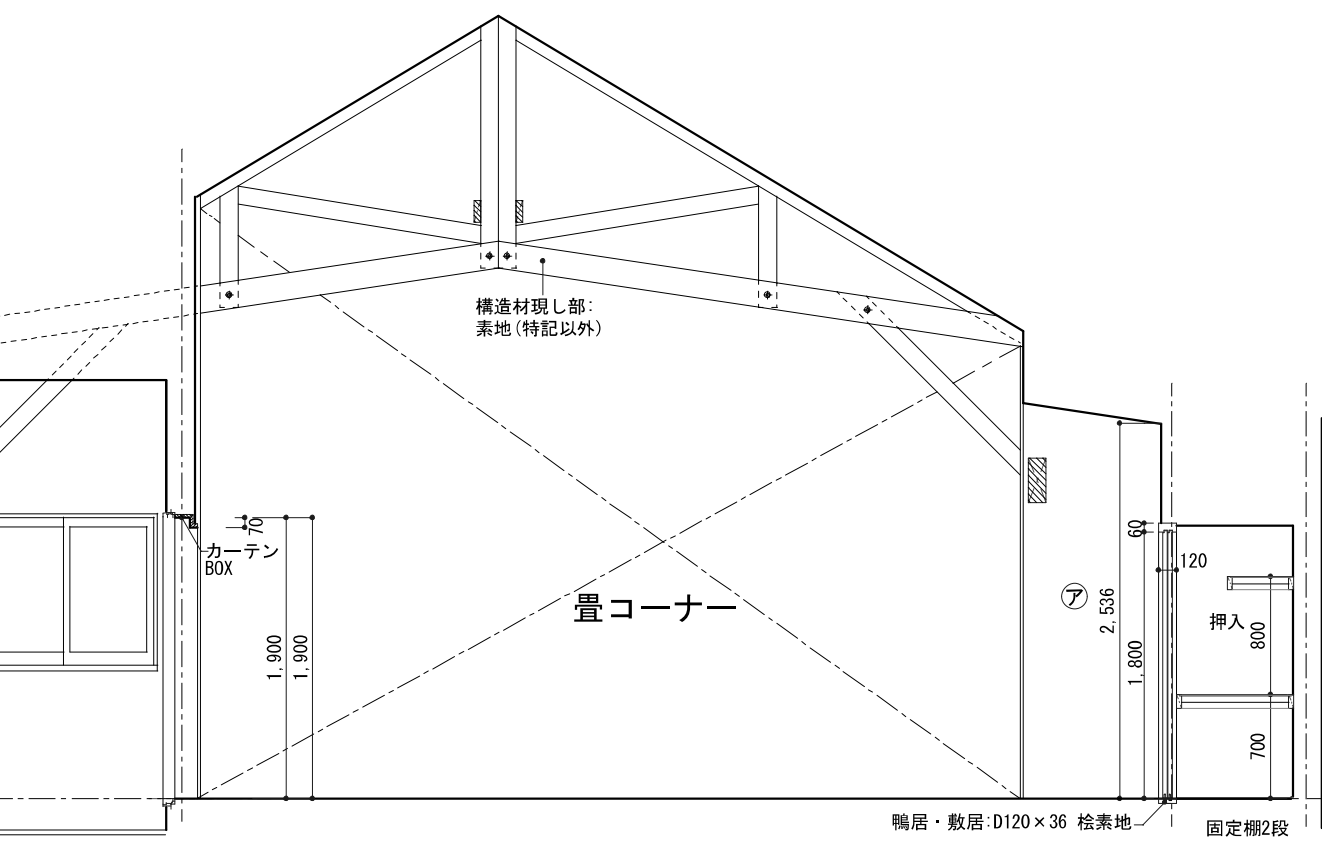 構造材現し部:
素地(特記以外)
70
カーテン
BOX
1,900
1,900
畳コーナー
ア
2,536
60
1,800
120
押入
800
700
鴨居・敷居:D120×36 桧素地
固定棚2段